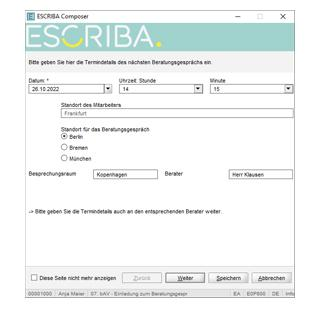 ESCRIBA Composer
ESCRIBA.
Bitte geben Sie hier die Termindetails des nächsten Beratungsgesprächs ein.
Datum: * Uhrzeit: Stunde Minute
26.10.2022 14 15
Standort des Mitarbeiters
Frankfurt
Standort für das Beratungsgespräch
Berlin
Bremen
München
Besprechungsraum Kopenhagen Berater Herr Klausen
-> Bitte geben Sie die Termindetails auch an den entsprechenden Berater weiter.
Diese Seite nicht mehr anzeigen Zurück Weiter Speichern Abbrechen
00001000 Anja Maier 07. bAV - Einladung zum Beratungsgespr EA DE Info